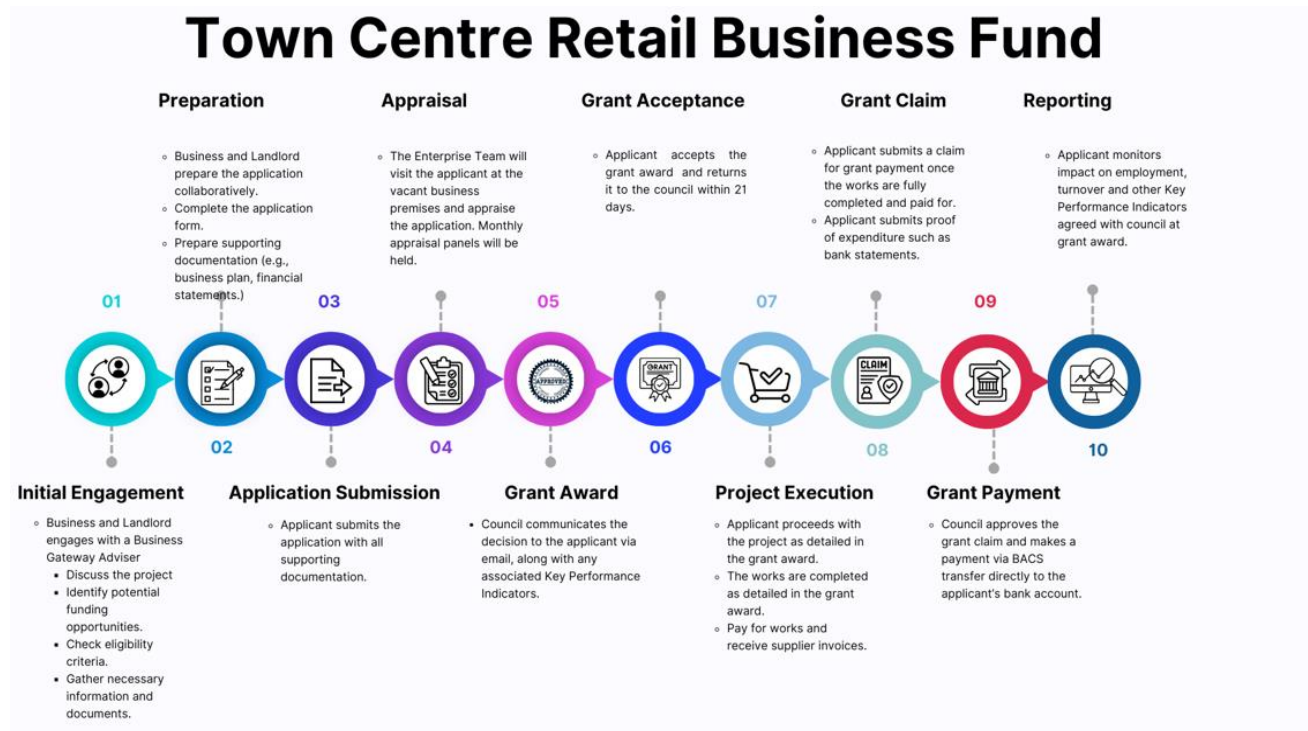 Town Centre Retail Business Fund
Preparation
◦ Business and Landlord
prepare the application
collaboratively.
◦ Complete the application
form.
◦ Prepare supporting
documentation (e.g.,
business plan, financial
statements.)
Appraisal
◦ The Enterprise Team will
visit the applicant at the
vacant business
premises and appraise
the application. Monthly
appraisal panels will be
held.
Grant Acceptance
◦ Applicant accepts the
grant award and returns
it to the council within 21
days.
Grant Claim
◦ Applicant submits a claim
for grant payment once
the works are fully
completed and paid for.
◦ Applicant submits proof
of expenditure such as
bank statements.
Reporting
◦ Applicant monitors
impact on employment,
turnover and other Key
Performance Indicators
agreed with council at
grant award.
01
03
05
07
09
APPROVED
GRANT
CLAIM
02
04
06
08
10
Initial Engagement
◦ Business and Landlord
engages with a Business
Gateway Adviser
▪ Discuss the project
▪ Identify potential
funding
opportunities.
▪ Check eligibility
criteria.
▪ Gather necessary
information and
documents.
Application Submission
◦ Applicant submits the
application with all
supporting
documentation.
Grant Award
• Council communicates the
decision to the applicant via
email, along with any
associated Key Performance
Indicators.
Project Execution
◦ Applicant proceeds with
the project as detailed in
the grant award.
◦ The works are completed
as detailed in the grant
award.
◦ Pay for works and
receive supplier invoices.
Grant Payment
◦ Council approves the
grant claim and makes a
payment via BACS
transfer directly to the
applicant's bank account.